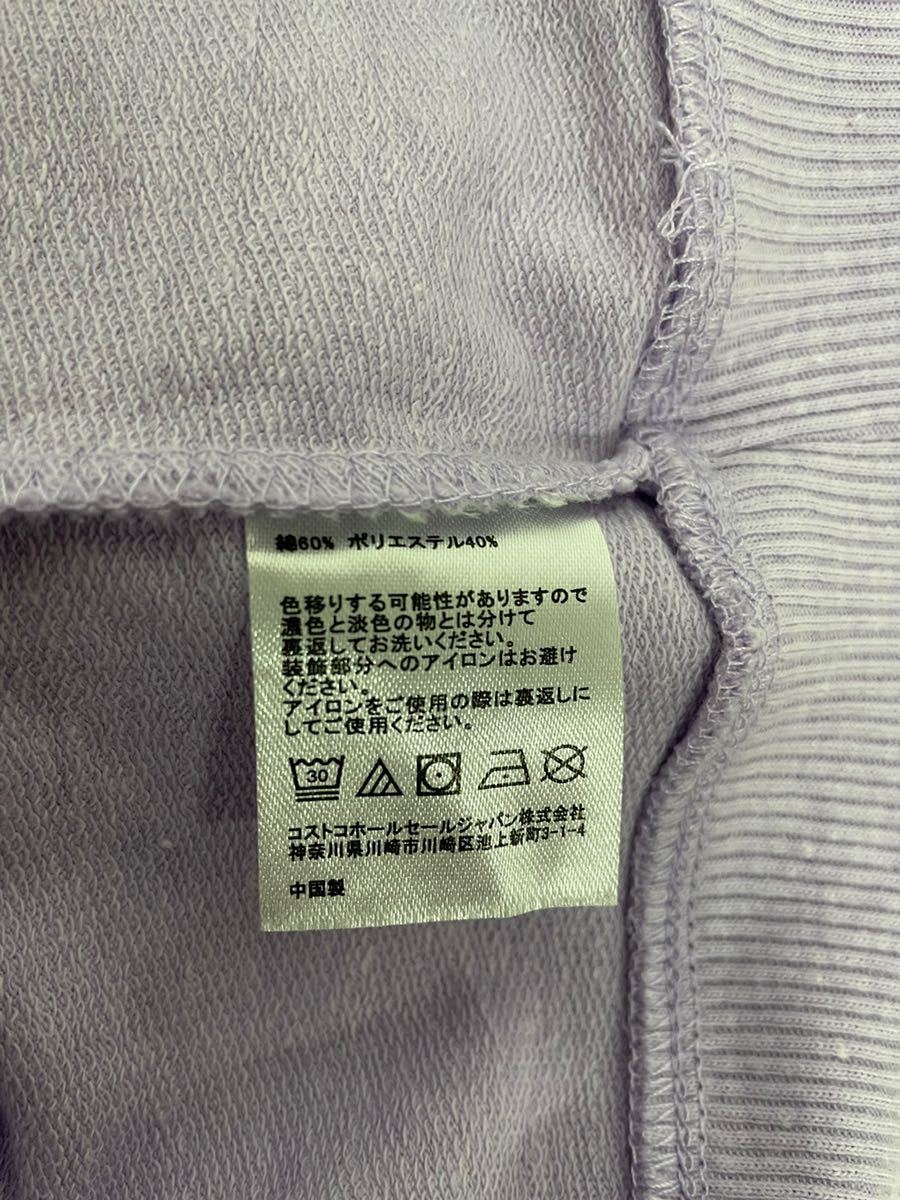 綿60% ポリエステル40%
色移りする可能性がありますので
濃色と淡色の物とは分けて
裏返してお洗いください。
装飾部分へのアイロンはお避け
ください。
アイロンをご使用の際は裏返しに
してご使用ください。
30
コストコホールセールジャパン株式会社
神奈川県川崎市川崎区池上新町3-1-4
中国製